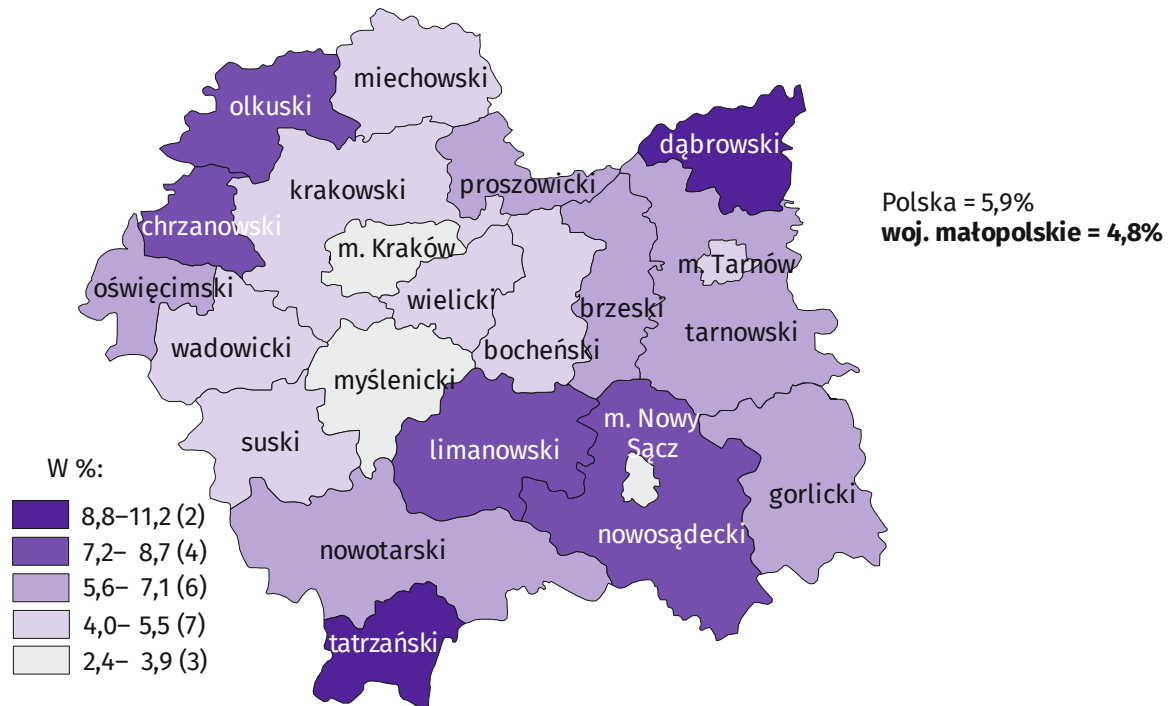 miechowski
olkuski
dąbrowski
krakowski
proszowicki
chrzanowski
Polska = 5,9%
woj. małopolskie = 4,8%
m. Kraków
m. Tarnów
oświęcimski
wielicki
brzeski
tarnowski
wadowicki
bocheński
myślenicki
m. Nowy
Sącz
suski
limanowski
gorlicki
nowosądecki
nowotarski
tatrzański
W %:
8,8–11,2 (2)
7,2– 8,7 (4)
5,6– 7,1 (6)
4,0– 5,5 (7)
2,4– 3,9 (3)